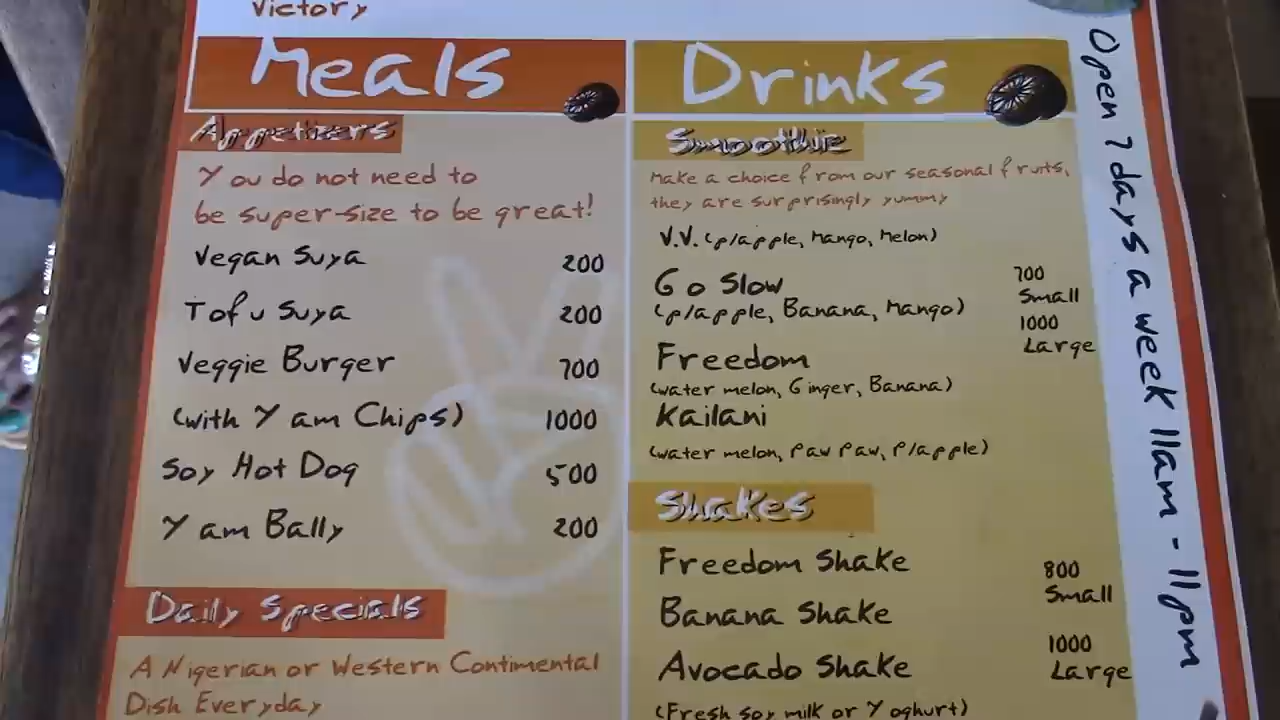 Victory
Meals
Appetizers
You do not need to
be super-size to be great!
Vegan Suya 200
Tofu Suya 200
Veggie Burger 700
(with Yam Chips) 1000
Soy Hot Dog 500
Yam Bally 200
Daily Specials
A Nigerian or Western Contimental
Dish Everyday
Drinks
Smoothie
Make a choice from our seasonal fruits,
they are surprisingly yummy
V.V. (p/apple, Mango, Melon)
Go Slow
(p/apple, Banana, Mango)
700
Small
1000
Large
Freedom
(water melon, Ginger, Banana)
Kailani
(water melon, Paw Paw, P/apple)
Shakes
Freedom Shake
Banana Shake
Avocado Shake
800
Small
1000
Large
(Fresh soy milk or Yoghurt)
Open 7 days a week 11am - 11pm